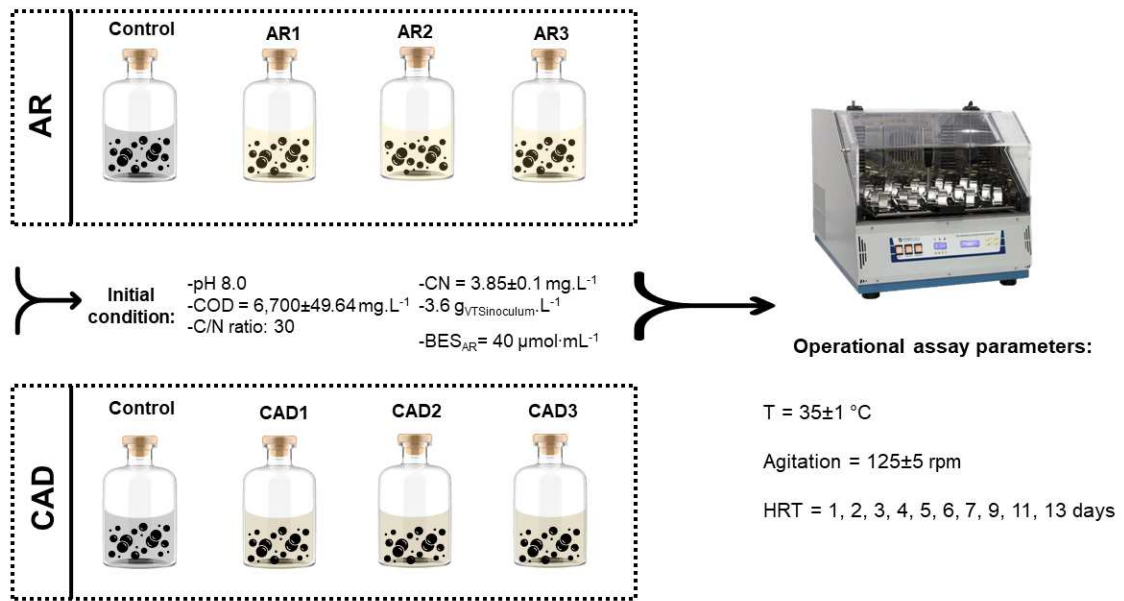 AR
Control
AR1
AR2
AR3
Initial condition:
-pH 8.0
-COD = 6,700±49.64 mg.L⁻¹
-C/N ratio: 30
-CN = 3.85±0.1 mg.L⁻¹
-3.6 gVTSinoculum.L⁻¹
-BESAR= 40 µmol·mL⁻¹
CAD
Control
CAD1
CAD2
CAD3
Operational assay parameters:
T = 35±1 °C
Agitation = 125±5 rpm
HRT = 1, 2, 3, 4, 5, 6, 7, 9, 11, 13 days